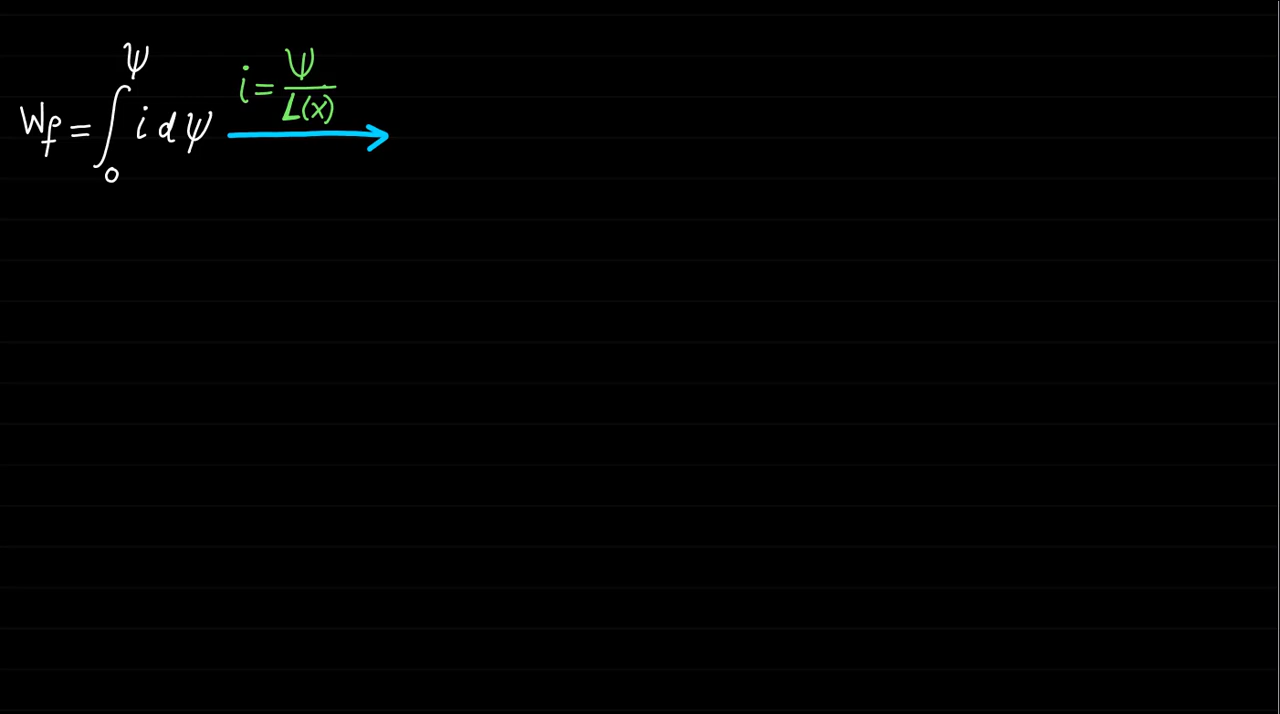 W_f = ∫_0^ψ i dψ  i = ψ/L(x) →